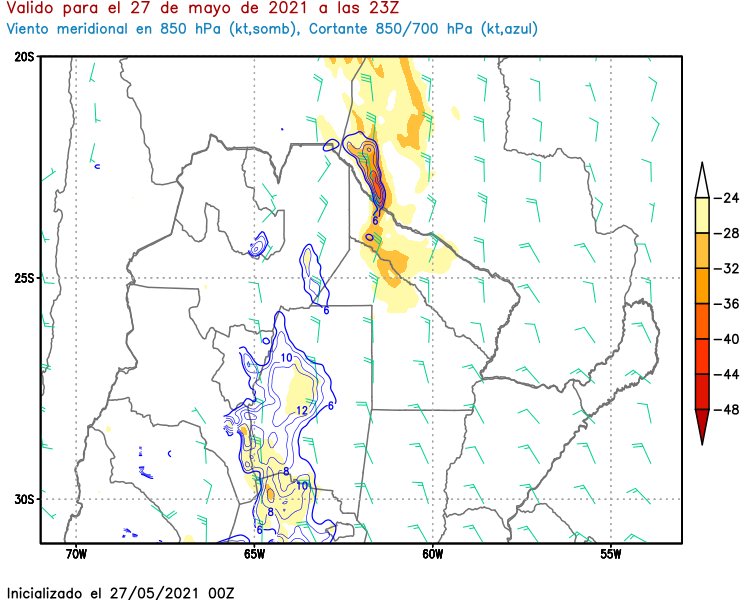 Valido para el 27 de mayo de 2021 a las 23Z
Viento meridional en 850 hPa (kt,somb), Cortante 850/700 hPa (kt,azul)
20S
6
-24
-28
25S
-32
6
-36
10
-40
-44
6
12
-48
8
10
30S
8
6
70W
65W
60W
55W
Inicializado el 27/05/2021 00Z